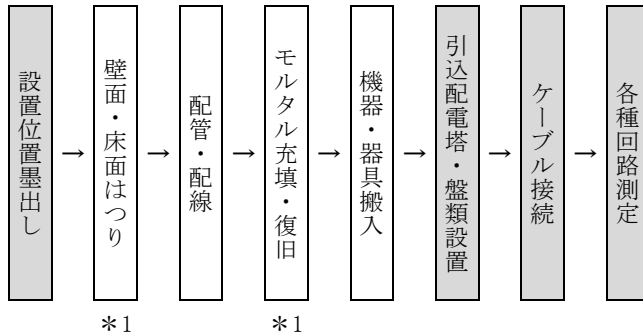 設置位置墨出し
→
壁面・床面はつり
→
配管・配線
→
モルタル充填・復旧
→
機器・器具搬入
→
引込配電塔・盤類設置
→
ケーブル接続
→
各種回路測定
＊1
＊1